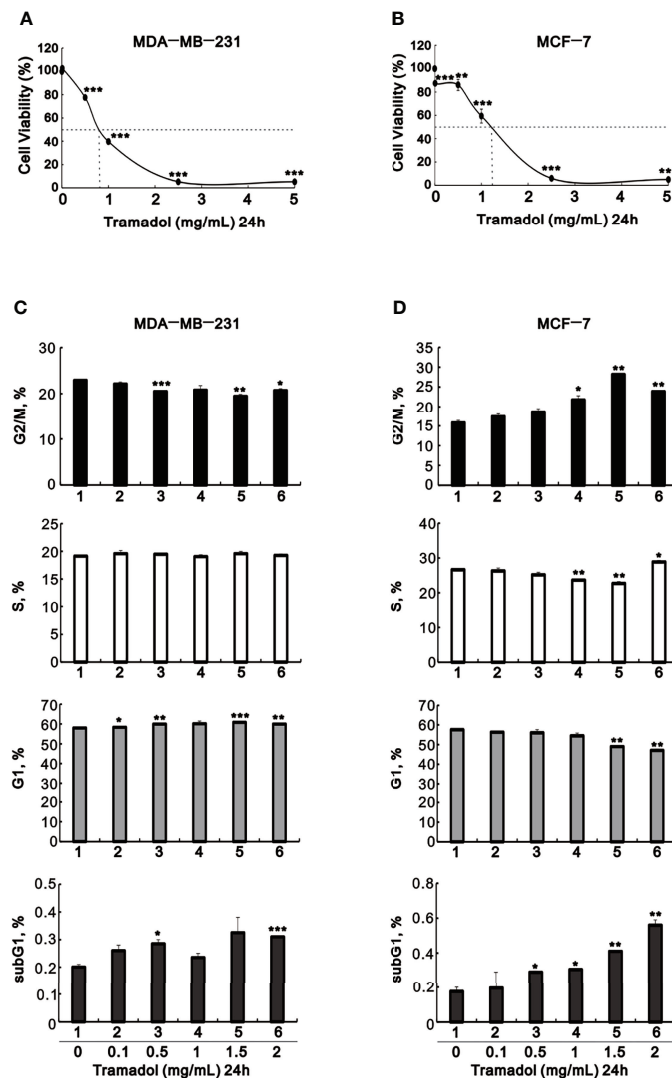 A
MDA-MB-231
120
100
80
60
40
20
0
Cell Viability (%)
***
***
***
***
0 1 2 3 4 5
Tramadol (mg/mL) 24h
B
MCF-7
120
100
80
60
40
20
0
Cell Viability (%)
*** **
***
***
**
0 1 2 3 4 5
Tramadol (mg/mL) 24h
C
MDA-MB-231
30
20
10
0
G2/M, %
*** ** *
1 2 3 4 5 6
25
20
15
10
5
0
S, %
1 2 3 4 5 6
70
60
50
40
30
20
10
0
G1, %
* ** *** **
1 2 3 4 5 6
0.5
0.4
0.3
0.2
0.1
0
subG1, %
* ***
1 2 3 4 5 6
0 0.1 0.5 1 1.5 2
Tramadol (mg/mL) 24h
D
MCF-7
30
25
20
15
10
5
0
G2/M, %
* ** **
1 2 3 4 5 6
40
30
20
10
0
S, %
** ** *
1 2 3 4 5 6
70
60
50
40
30
20
10
0
G1, %
** **
1 2 3 4 5 6
0.8
0.6
0.4
0.2
0
subG1, %
* * ** **
1 2 3 4 5 6
0 0.1 0.5 1 1.5 2
Tramadol (mg/mL) 24h